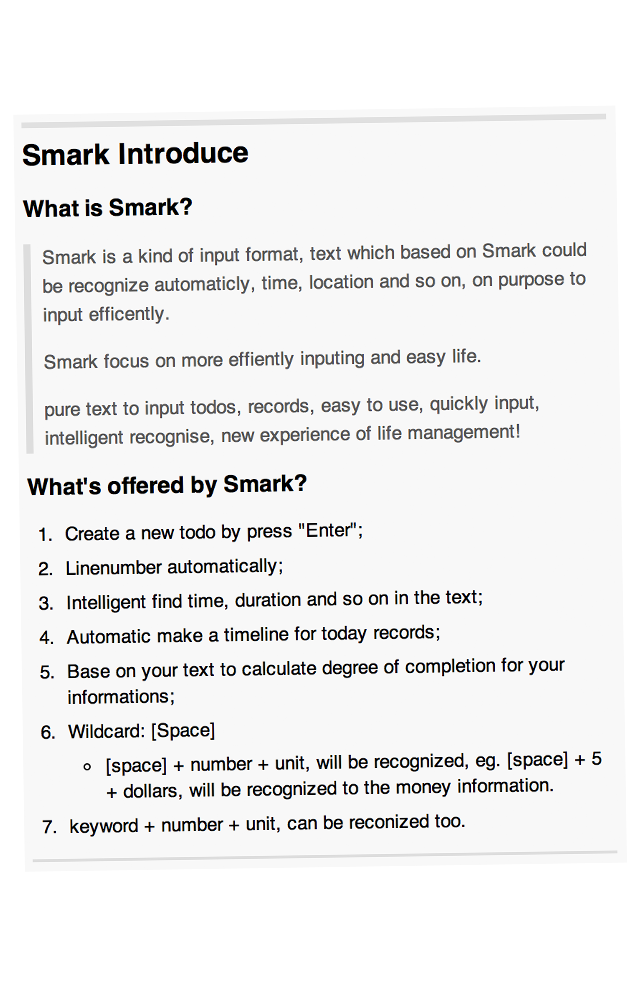 Smark Introduce
What is Smark?
Smark is a kind of input format, text which based on Smark could
be recognize automaticly, time, location and so on, on purpose to
input efficently.
Smark focus on more effiently inputing and easy life.
pure text to input todos, records, easy to use, quickly input,
intelligent recognise, new experience of life management!
What's offered by Smark?
1. Create a new todo by press "Enter";
2. Linenumber automatically;
3. Intelligent find time, duration and so on in the text;
4. Automatic make a timeline for today records;
5. Base on your text to calculate degree of completion for your
informations;
6. Wildcard: [Space]
[space] + number + unit, will be recognized, eg. [space] + 5
+ dollars, will be recognized to the money information.
7. keyword + number + unit, can be reconized too.